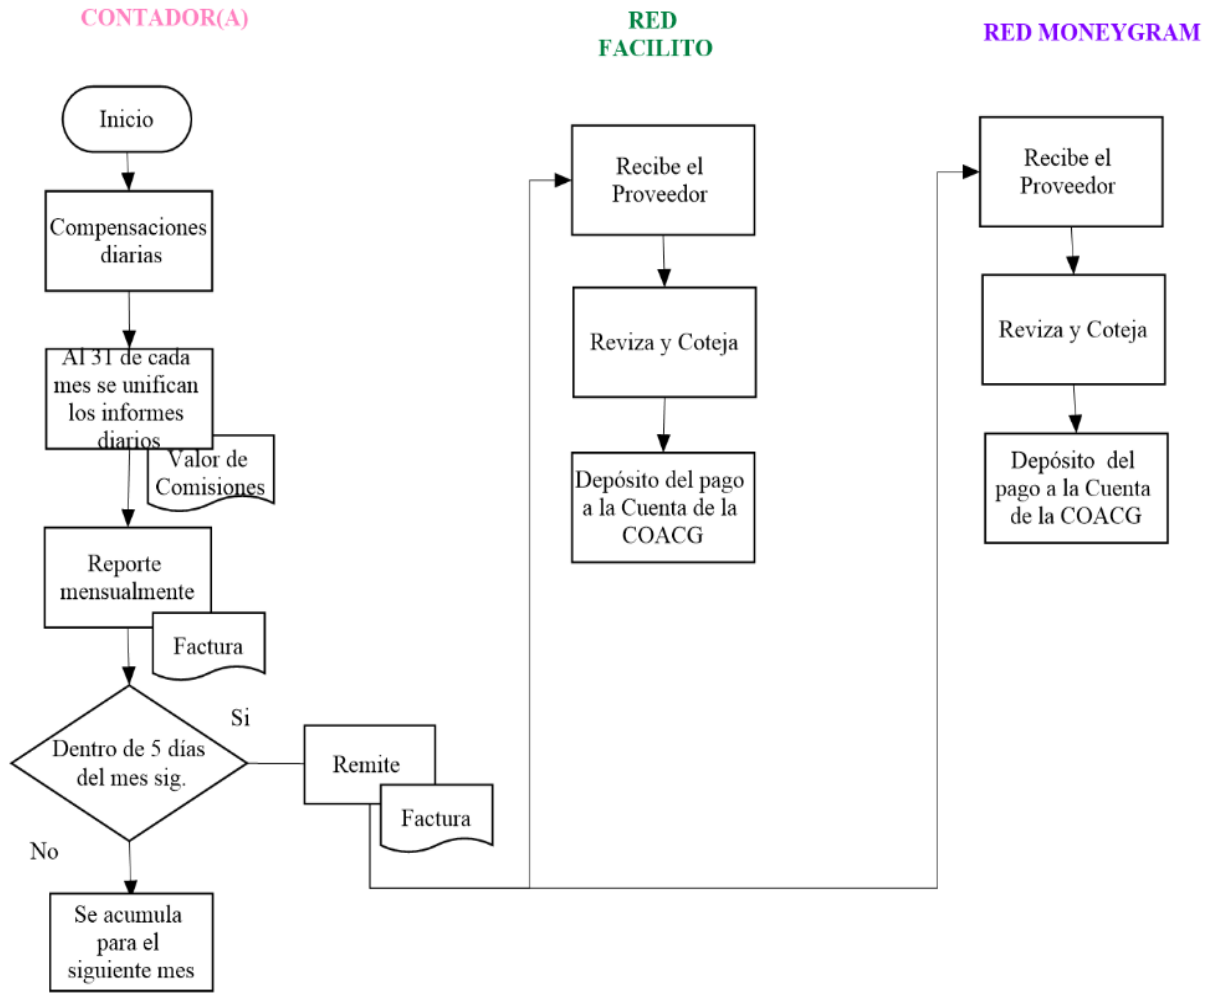 CONTADOR(A)
Inicio
Compensaciones
diarias
Al 31 de cada
mes se unifican
los informes
diarios
Valor de
Comisiones
Reporte
mensualmente
Factura
Dentro de 5 días
del mes sig.
Si
No
Remite
Factura
Se acumula
para el
siguiente mes
RED
FACILITO
Recibe el
Proveedor
Reviza y Coteja
Depósito del pago
a la Cuenta de la
COACG
RED MONEYGRAM
Recibe el
Proveedor
Reviza y Coteja
Depósito del
pago a la Cuenta
de la COACG